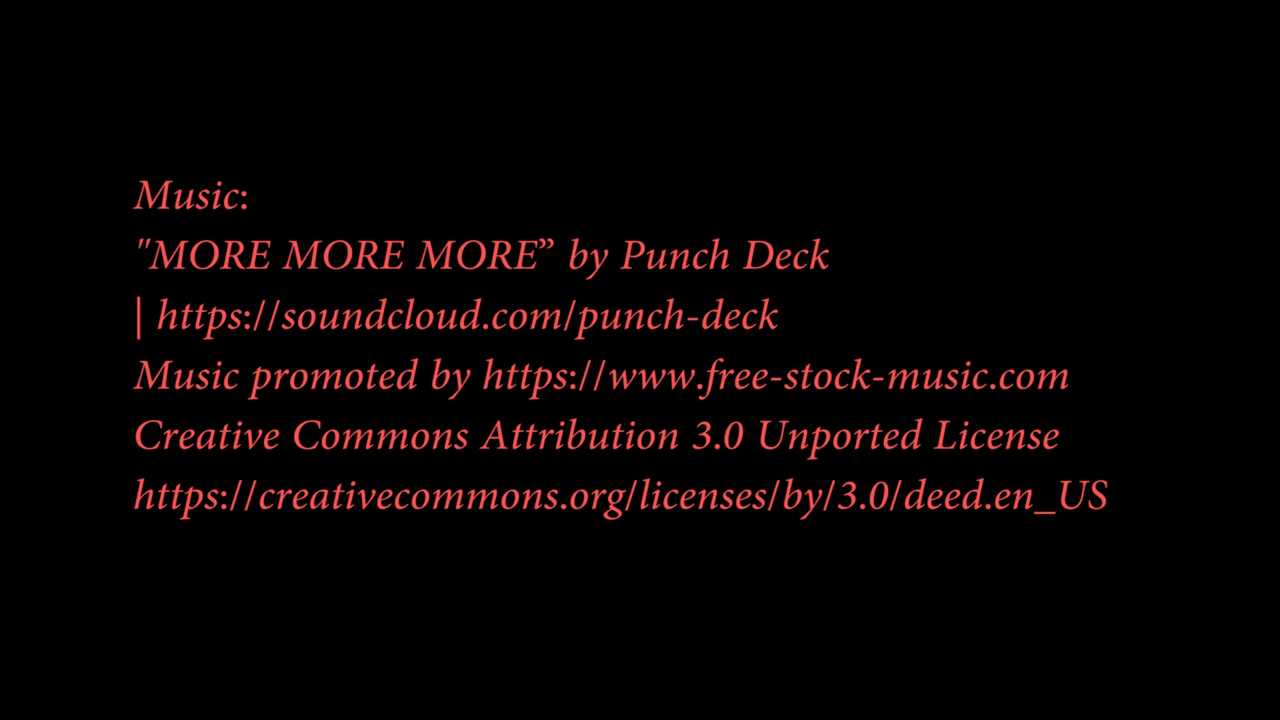 Music:
"MORE MORE MORE” by Punch Deck
| https://soundcloud.com/punch-deck
Music promoted by https://www.free-stock-music.com
Creative Commons Attribution 3.0 Unported License
https://creativecommons.org/licenses/by/3.0/deed.en_US